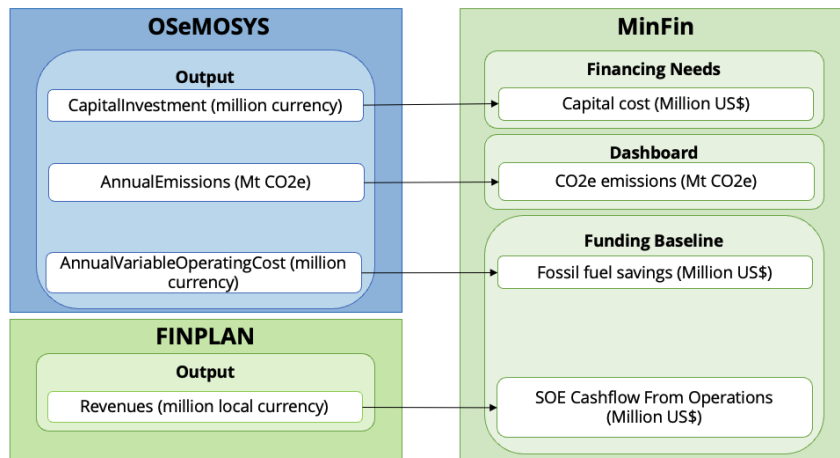 OSeMOSYS
Output
CapitalInvestment (million currency)
AnnualEmissions (Mt CO2e)
AnnualVariableOperatingCost (million
currency)
FINPLAN
Output
Revenues (million local currency)
MinFin
Financing Needs
Capital cost (Million US$)
Dashboard
CO2e emissions (Mt CO2e)
Funding Baseline
Fossil fuel savings (Million US$)
SOE Cashflow From Operations
(Million US$)